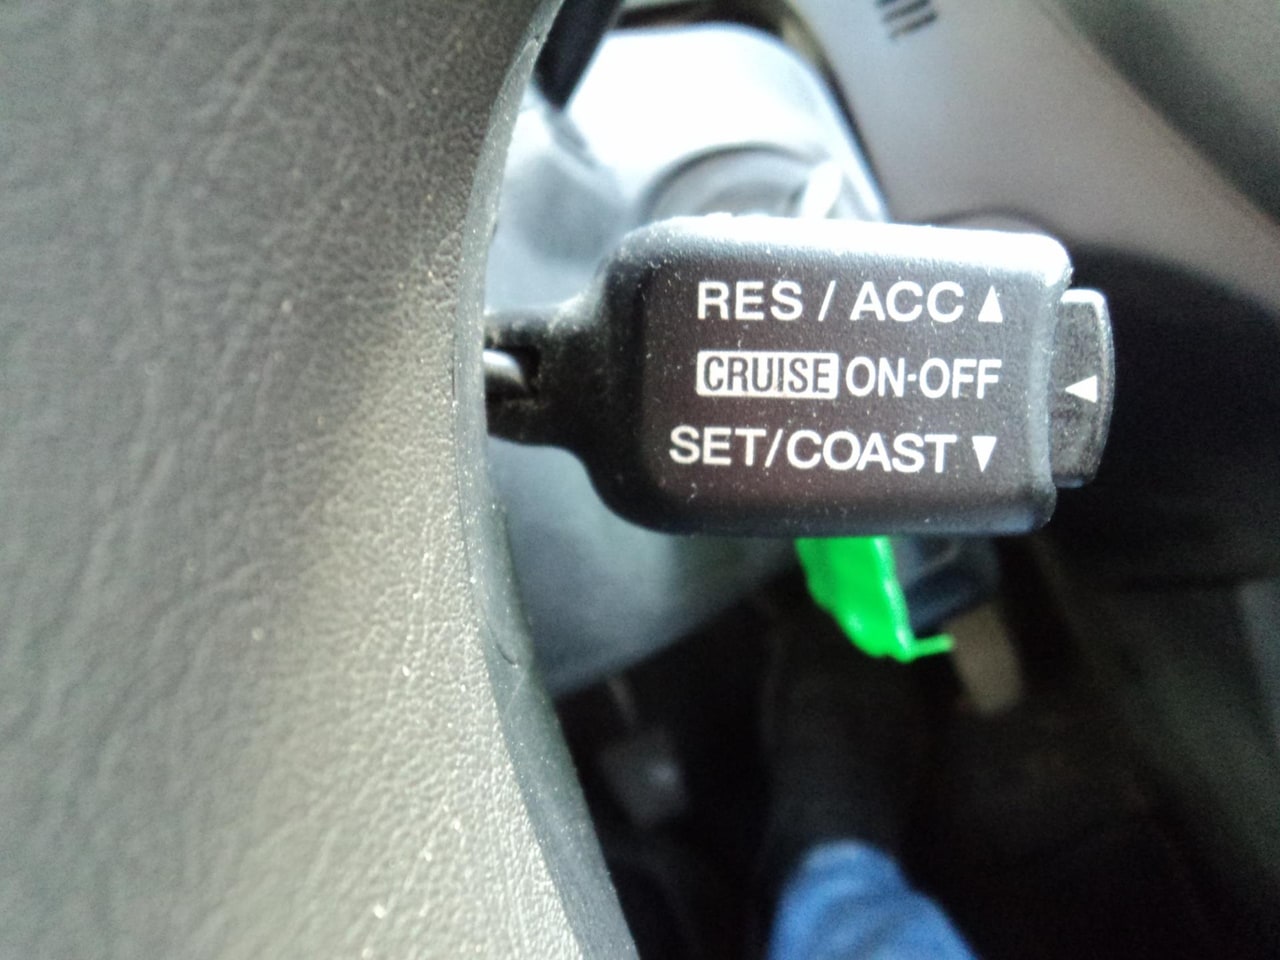 RES / ACC ▲
CRUISE ON-OFF
SET/COAST ▼